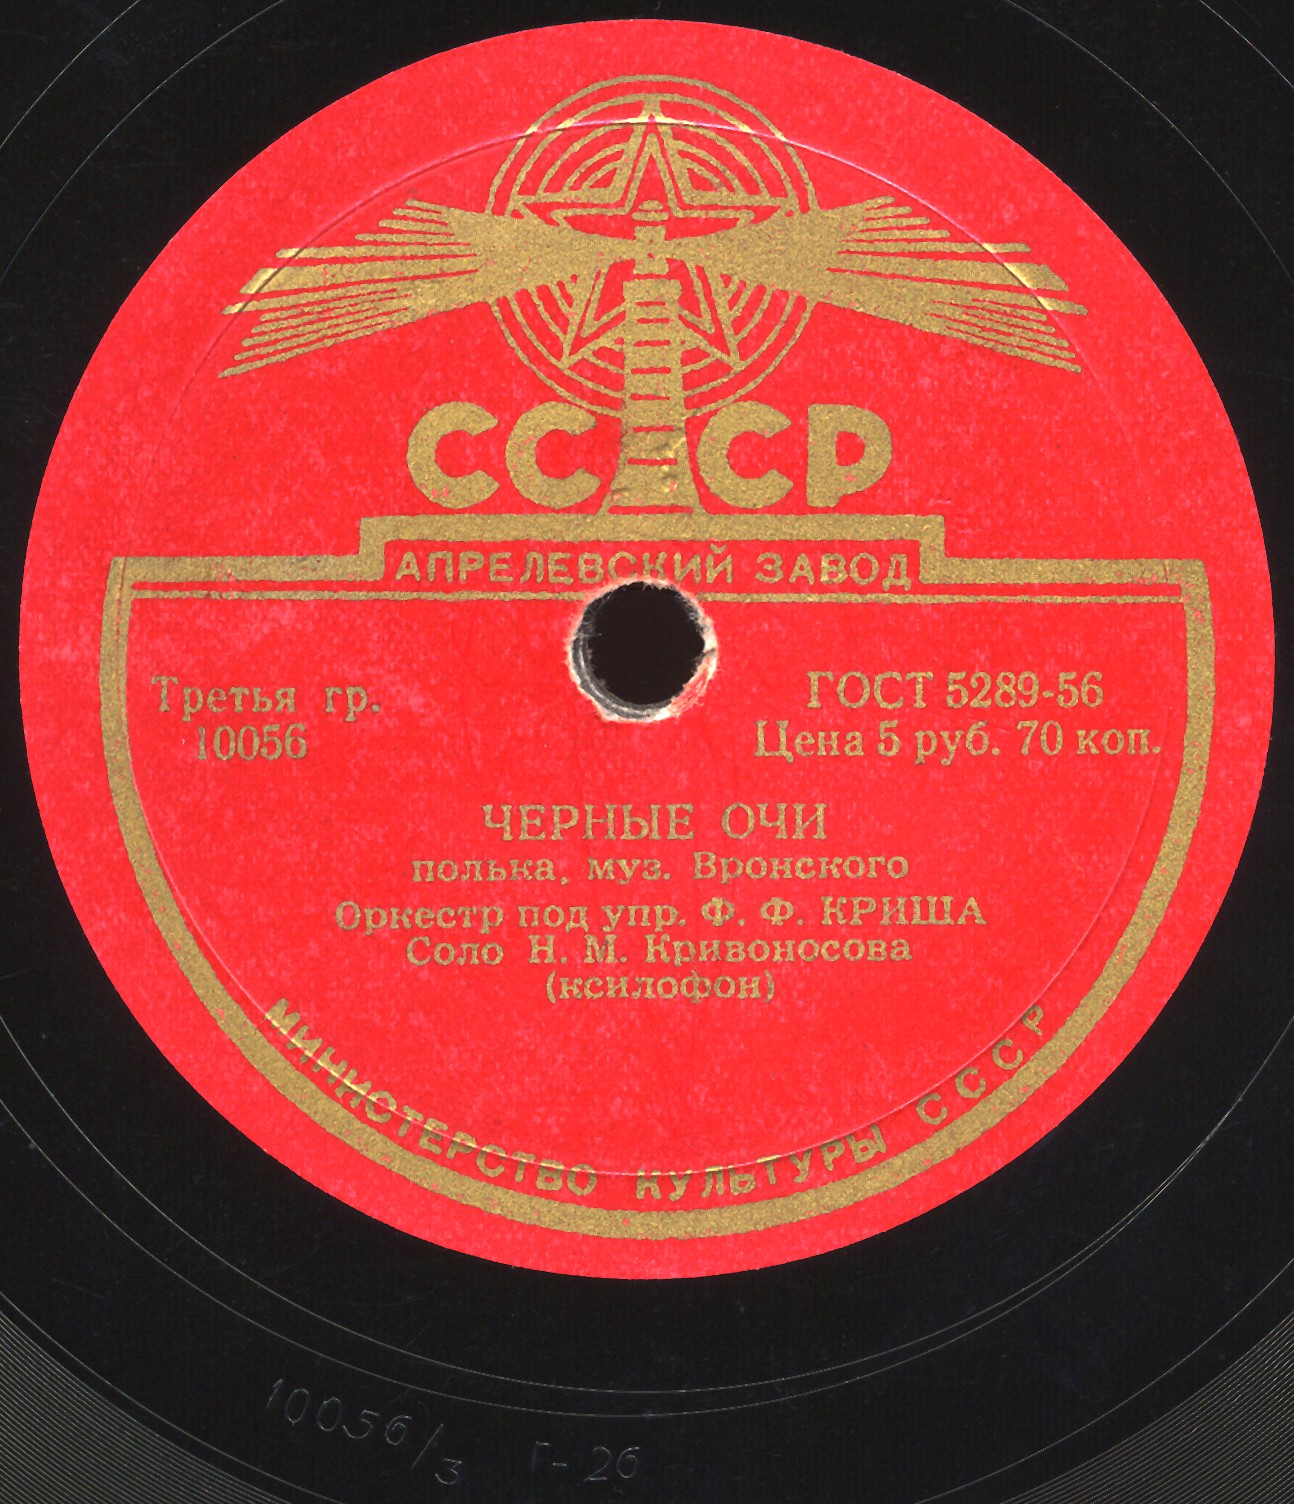 СССР
АПРЕЛЕВСКИЙ ЗАВОД
Третья гр.
10056
ГОСТ 5289-56
Цена 5 руб. 70 коп.
ЧЕРНЫЕ ОЧИ
полька, муз. Вронского
Оркестр под упр. Ф. Ф. КРИША
Соло Н. М. Кривоносова
(ксилофон)
МИНИСТЕРСТВО КУЛЬТУРЫ СССР
10056/3 Г-26